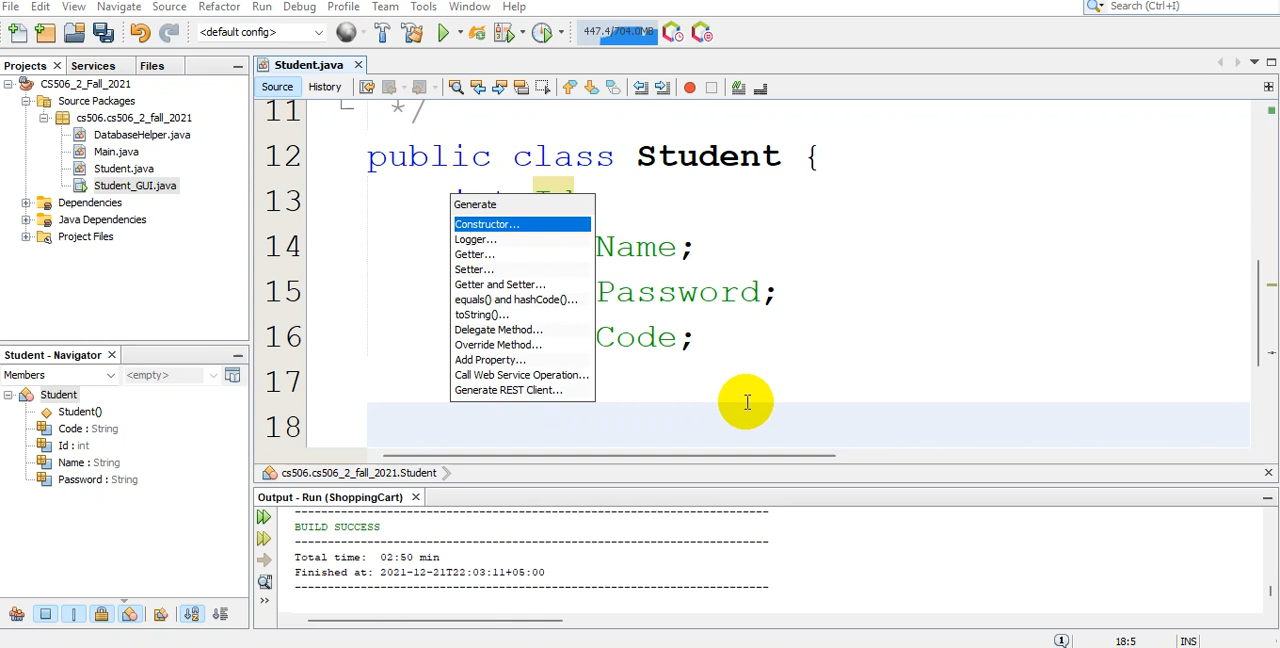 File Edit View Navigate Source Refactor Run Debug Profile Team Tools Window Help Search (Ctrl+I)
<default config> 447.4/704.0MB
Projects Services Files
Student.java
CS506_2_Fall_2021
Source Packages
cs506.cs506_2_fall_2021
DatabaseHelper.java
Main.java
Student.java
Student_GUI.java
Dependencies
Java Dependencies
Project Files
Source History
11 */
12 public class Student {
13
14 Name;
15 Password;
16 Code;
17
18
Generate
Constructor...
Logger...
Getter...
Setter...
Getter and Setter...
equals() and hashCode()...
toString()...
Delegate Method...
Override Method...
Add Property...
Call Web Service Operation...
Generate REST Client...
Student - Navigator
Members <empty>
Student
Student()
Code : String
Id : int
Name : String
Password : String
cs506.cs506_2_fall_2021.Student
Output - Run (ShoppingCart)
------------------------------------------------------------------------
BUILD SUCCESS
------------------------------------------------------------------------
Total time: 02:50 min
Finished at: 2021-12-21T22:03:11+05:00
------------------------------------------------------------------------
18:5 INS